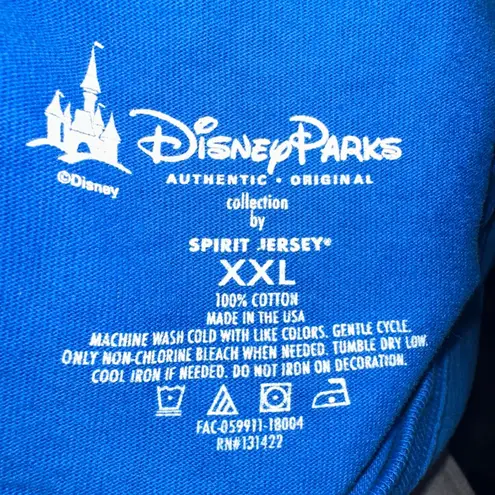 ©Disney
Disney Parks
AUTHENTIC • ORIGINAL
collection
by
SPIRIT JERSEY®
XXL
100% COTTON
MADE IN THE USA
MACHINE WASH COLD WITH LIKE COLORS. GENTLE CYCLE.
ONLY NON-CHLORINE BLEACH WHEN NEEDED. TUMBLE DRY LOW.
COOL IRON IF NEEDED. DO NOT IRON ON DECORATION.
FAC-059911-18004
RN#131422